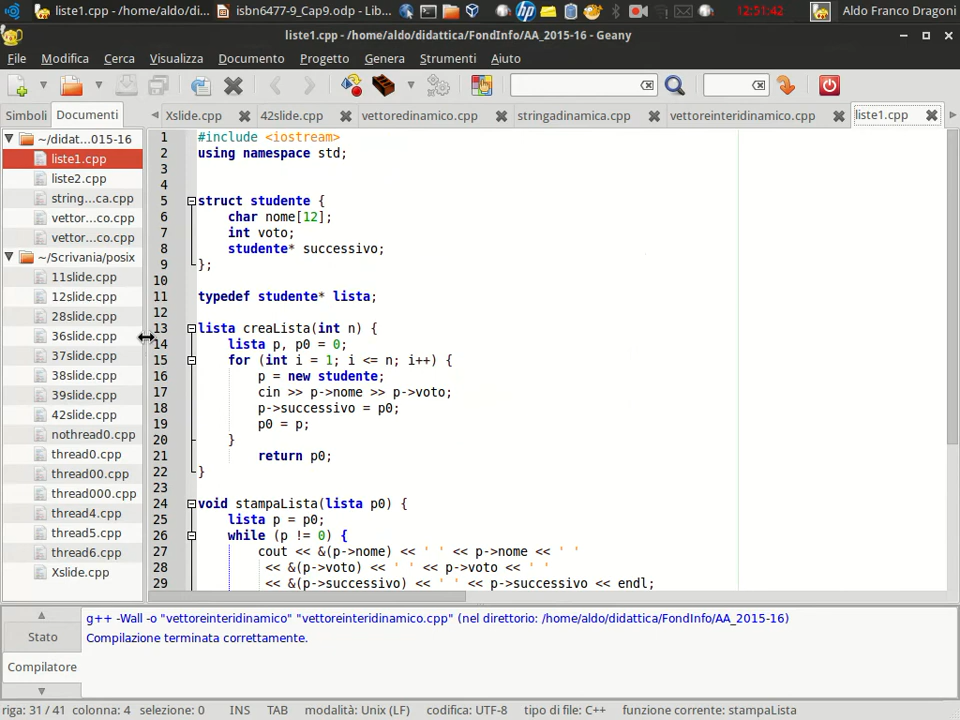 liste1.cpp - /home/aldo/di...
isbn6477-9_Cap9.odp - Lib...
12:51:42
Aldo Franco Dragoni
liste1.cpp - /home/aldo/didattica/FondInfo/AA_2015-16 - Geany
File Modifica Cerca Visualizza Documento Progetto Genera Strumenti Aiuto
Simboli Documenti Xslide.cpp 42slide.cpp vettoredinamico.cpp stringadinamica.cpp vettoreinteridinamico.cpp liste1.cpp
~/didat...015-16
liste1.cpp
liste2.cpp
string...ca.cpp
vettor...co.cpp
vettor...co.cpp
~/Scrivania/posix
11slide.cpp
12slide.cpp
28slide.cpp
36slide.cpp
37slide.cpp
38slide.cpp
39slide.cpp
42slide.cpp
nothread0.cpp
thread0.cpp
thread00.cpp
thread000.cpp
thread4.cpp
thread5.cpp
thread6.cpp
Xslide.cpp
1 #include <iostream>
2 using namespace std;
3
4
5 struct studente {
6 char nome[12];
7 int voto;
8 studente* successivo;
9 };
10
11 typedef studente* lista;
12
13 lista creaLista(int n) {
14 lista p, p0 = 0;
15 for (int i = 1; i <= n; i++) {
16 p = new studente;
17 cin >> p->nome >> p->voto;
18 p->successivo = p0;
19 p0 = p;
20 }
21 return p0;
22 }
23
24 void stampaLista(lista p0) {
25 lista p = p0;
26 while (p != 0) {
27 cout << &(p->nome) << ' ' << p->nome << ' '
28 << &(p->voto) << ' ' << p->voto << ' '
29 << &(p->successivo) << ' ' << p->successivo << endl;
Stato
Compilatore
g++ -Wall -o "vettoreinteridinamico" "vettoreinteridinamico.cpp" (nel direttorio: /home/aldo/didattica/FondInfo/AA_2015-16)
Compilazione terminata correttamente.
riga: 31 / 41 colonna: 4 selezione: 0 INS TAB modalità: Unix (LF) codifica: UTF-8 tipo di file: C++ funzione corrente: stampaLista